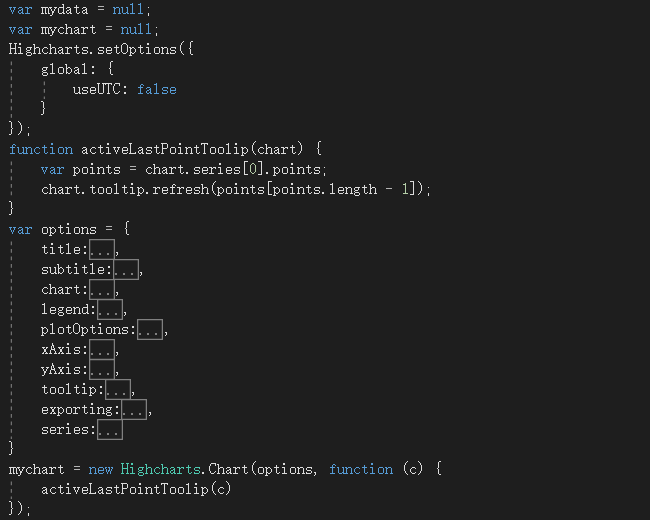 var mydata = null;
var mychart = null;
Highcharts.setOptions({
    global: {
        useUTC: false
    }
});
function activeLastPointToolip(chart) {
    var points = chart.series[0].points;
    chart.tooltip.refresh(points[points.length - 1]);
}
var options = {
    title:...,
    subtitle:...,
    chart:...,
    legend:...,
    plotOptions:...,
    xAxis:...,
    yAxis:...,
    tooltip:...,
    exporting:...,
    series:...
}
mychart = new Highcharts.Chart(options, function (c) {
    activeLastPointToolip(c)
});